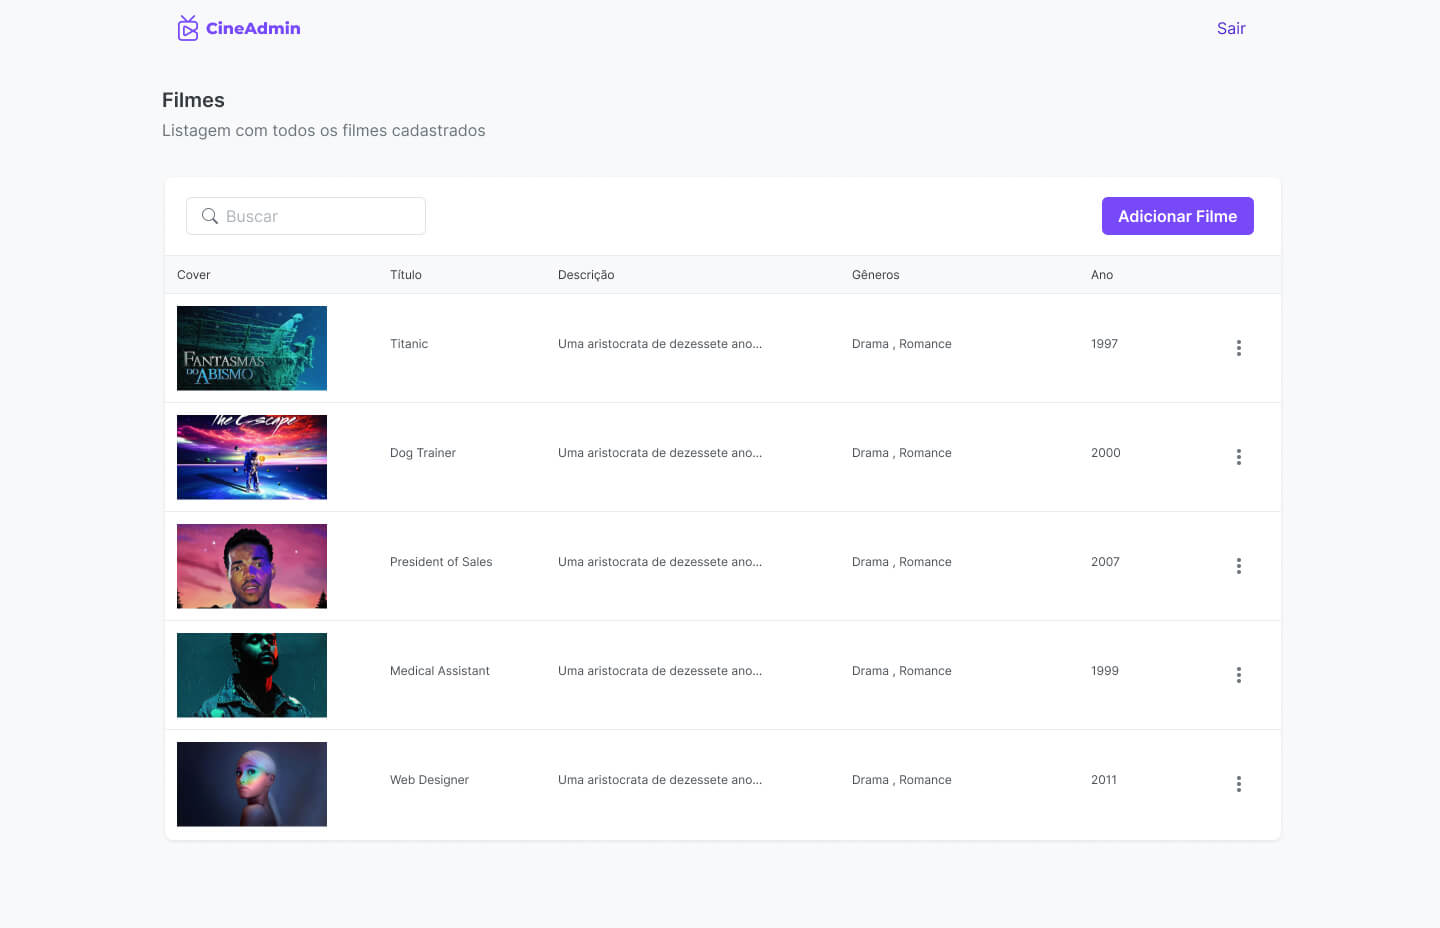 CineAdmin
Sair
Filmes
Listagem com todos os filmes cadastrados
Buscar
Adicionar Filme
Cover Título Descrição Gêneros Ano
FANTASMAS
DO ABISMO
Titanic Uma aristocrata de dezessete ano... Drama , Romance 1997
The Escape
Dog Trainer Uma aristocrata de dezessete ano... Drama , Romance 2000
President of Sales Uma aristocrata de dezessete ano... Drama , Romance 2007
Medical Assistant Uma aristocrata de dezessete ano... Drama , Romance 1999
Web Designer Uma aristocrata de dezessete ano... Drama , Romance 2011